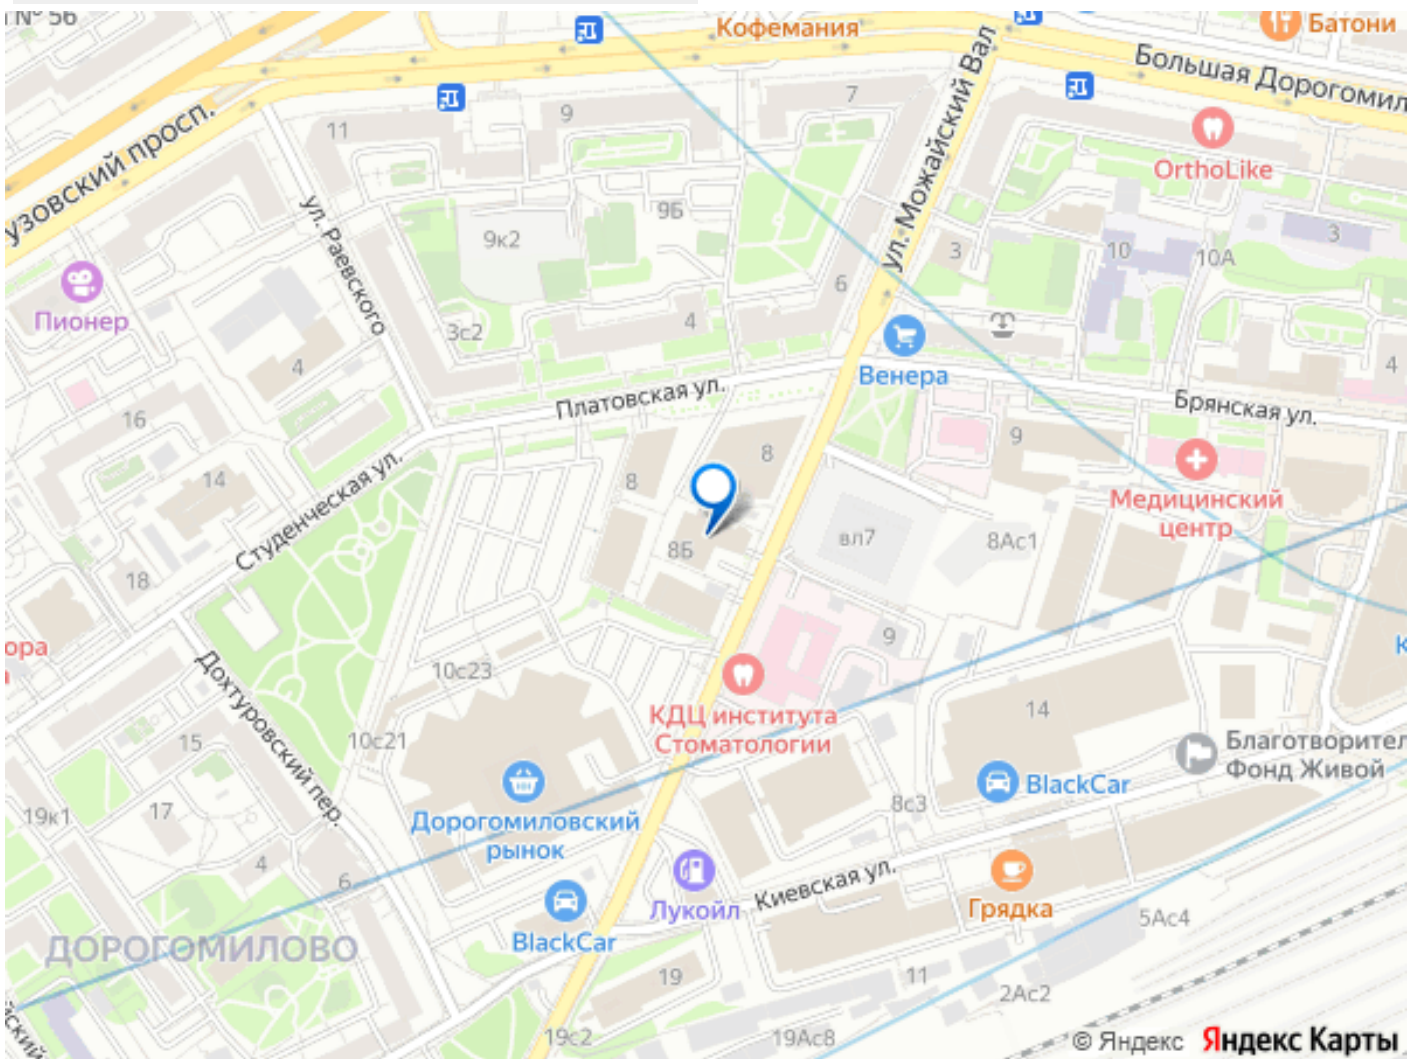 № 56
Кофемания
Батони
Большая Дорогомил
узовский просп.
ул. Можайский Вал
OrthoLike
11
9
7
ул. Раевского
9к2
9Б
3
10
10А
3
Пионер
3с2
4
6
4
Венера
4
Платовская ул.
Брянская ул.
16
14
Студенческая ул.
8
8
9
Медицинский
центр
8Б
вл7
8Ас1
18
ора
Дохтуровский пер.
10с23
9
К
КДЦ института
Стоматологии
14
10с21
15
Благотворител
Фонд Живой
BlackCar
19к1
17
8с3
Дорогомиловский
рынок
4
6
Лукойл
Киевская ул.
Грядка
5Ас4
BlackCar
ДОРОГОМИЛОВО
19
11
2Ас2
йский
19с2
19Ас8
© Яндекс Яндекс Карты